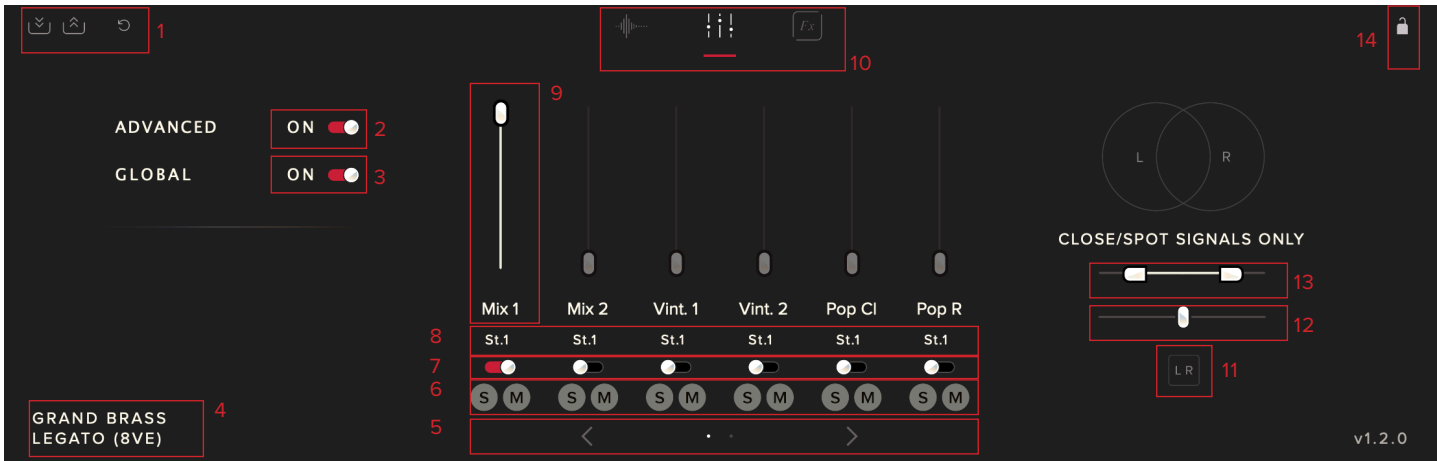 1
Fx
10
14
9
ADVANCED ON 2
GLOBAL ON 3
L R
CLOSE/SPOT SIGNALS ONLY
13
Mix 1 Mix 2 Vint. 1 Vint. 2 Pop Cl Pop R
12
8 St.1 St.1 St.1 St.1 St.1 St.1
7
L R 11
6 S M S M S M S M S M S M
4
GRAND BRASS
LEGATO (8VE)
5
v1.2.0